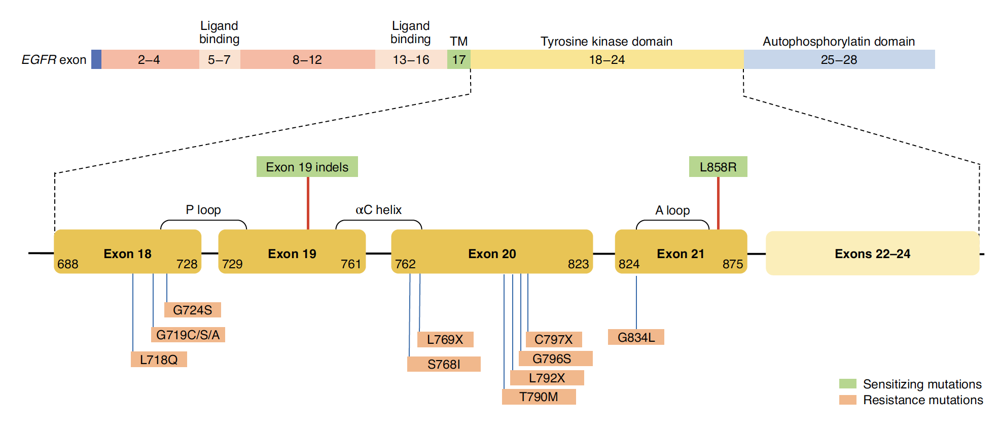 Ligand
binding
Ligand
binding
TM
Tyrosine kinase domain
Autophosphorylatin domain
EGFR exon
2–4
5–7
8–12
13–16
17
18–24
25–28
Exon 19 indels
L858R
P loop
αC helix
A loop
Exon 18
688
728
Exon 19
729
761
Exon 20
762
823
Exon 21
824
875
Exons 22–24
G724S
G719C/S/A
L718Q
L769X
S768I
C797X
G796S
L792X
T790M
G834L
Sensitizing mutations
Resistance mutations